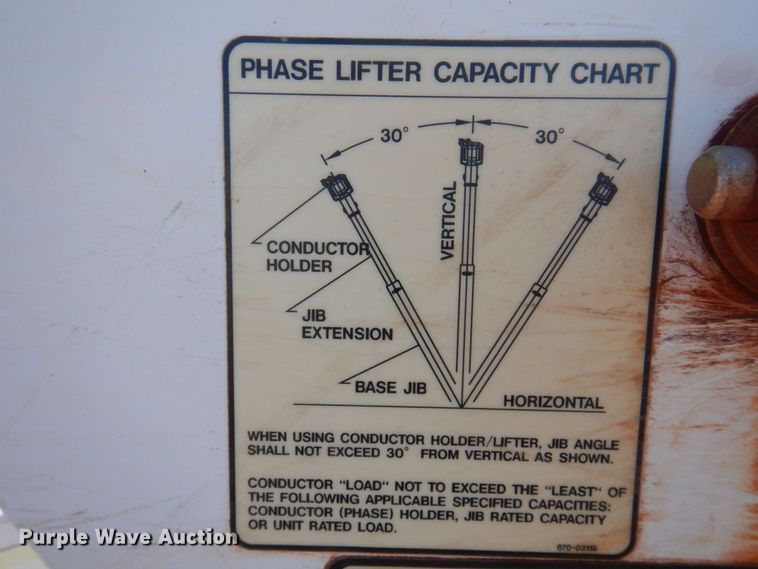 PHASE LIFTER CAPACITY CHART
30° 30°
VERTICAL
CONDUCTOR
HOLDER
JIB
EXTENSION
BASE JIB
HORIZONTAL
WHEN USING CONDUCTOR HOLDER/LIFTER, JIB ANGLE
SHALL NOT EXCEED 30° FROM VERTICAL AS SHOWN.
CONDUCTOR "LOAD" NOT TO EXCEED THE "LEAST" OF
THE FOLLOWING APPLICABLE SPECIFIED CAPACITIES:
CONDUCTOR (PHASE) HOLDER, JIB RATED CAPACITY
OR UNIT RATED LOAD.
Purple Wave Auction